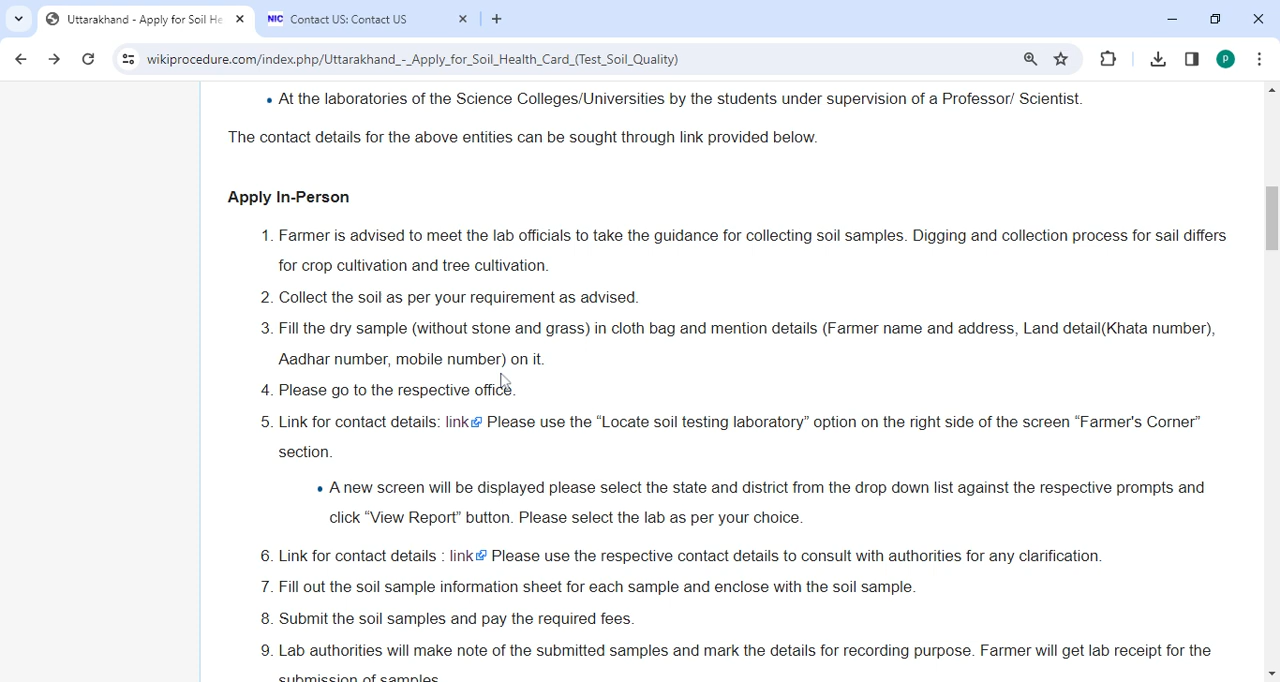 Uttarakhand - Apply for Soil He
NIC Contact US: Contact US
wikiprocedure.com/index.php/Uttarakhand_-_Apply_for_Soil_Health_Card_(Test_Soil_Quality)
P
• At the laboratories of the Science Colleges/Universities by the students under supervision of a Professor/ Scientist.
The contact details for the above entities can be sought through link provided below.
Apply In-Person
1. Farmer is advised to meet the lab officials to take the guidance for collecting soil samples. Digging and collection process for sail differs
for crop cultivation and tree cultivation.
2. Collect the soil as per your requirement as advised.
3. Fill the dry sample (without stone and grass) in cloth bag and mention details (Farmer name and address, Land detail(Khata number),
Aadhar number, mobile number) on it.
4. Please go to the respective office.
5. Link for contact details: link Please use the “Locate soil testing laboratory” option on the right side of the screen “Farmer's Corner”
section.
• A new screen will be displayed please select the state and district from the drop down list against the respective prompts and
click “View Report” button. Please select the lab as per your choice.
6. Link for contact details : link Please use the respective contact details to consult with authorities for any clarification.
7. Fill out the soil sample information sheet for each sample and enclose with the soil sample.
8. Submit the soil samples and pay the required fees.
9. Lab authorities will make note of the submitted samples and mark the details for recording purpose. Farmer will get lab receipt for the
submission of samples.